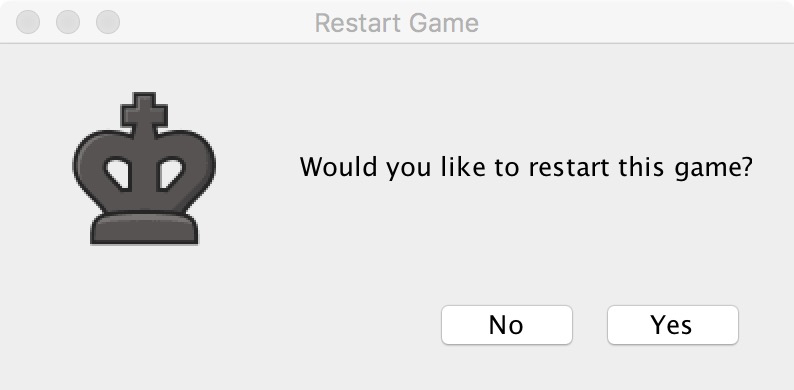 Restart Game
Would you like to restart this game?
No
Yes